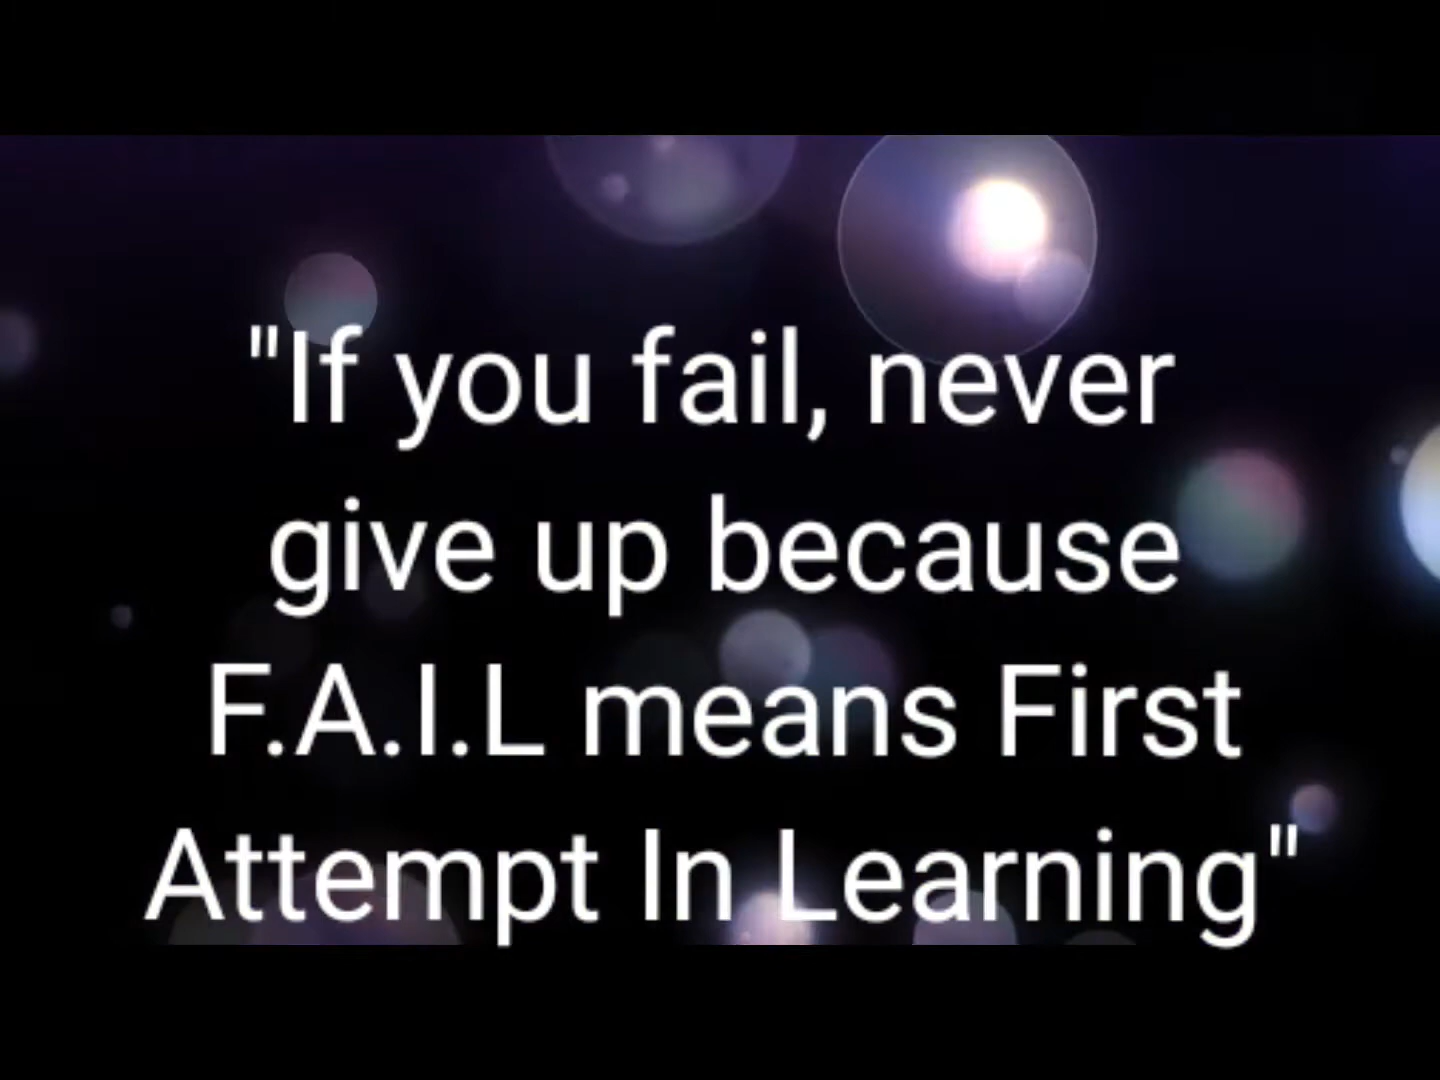 "If you fail, never
give up because
F.A.I.L means First
Attempt In Learning"